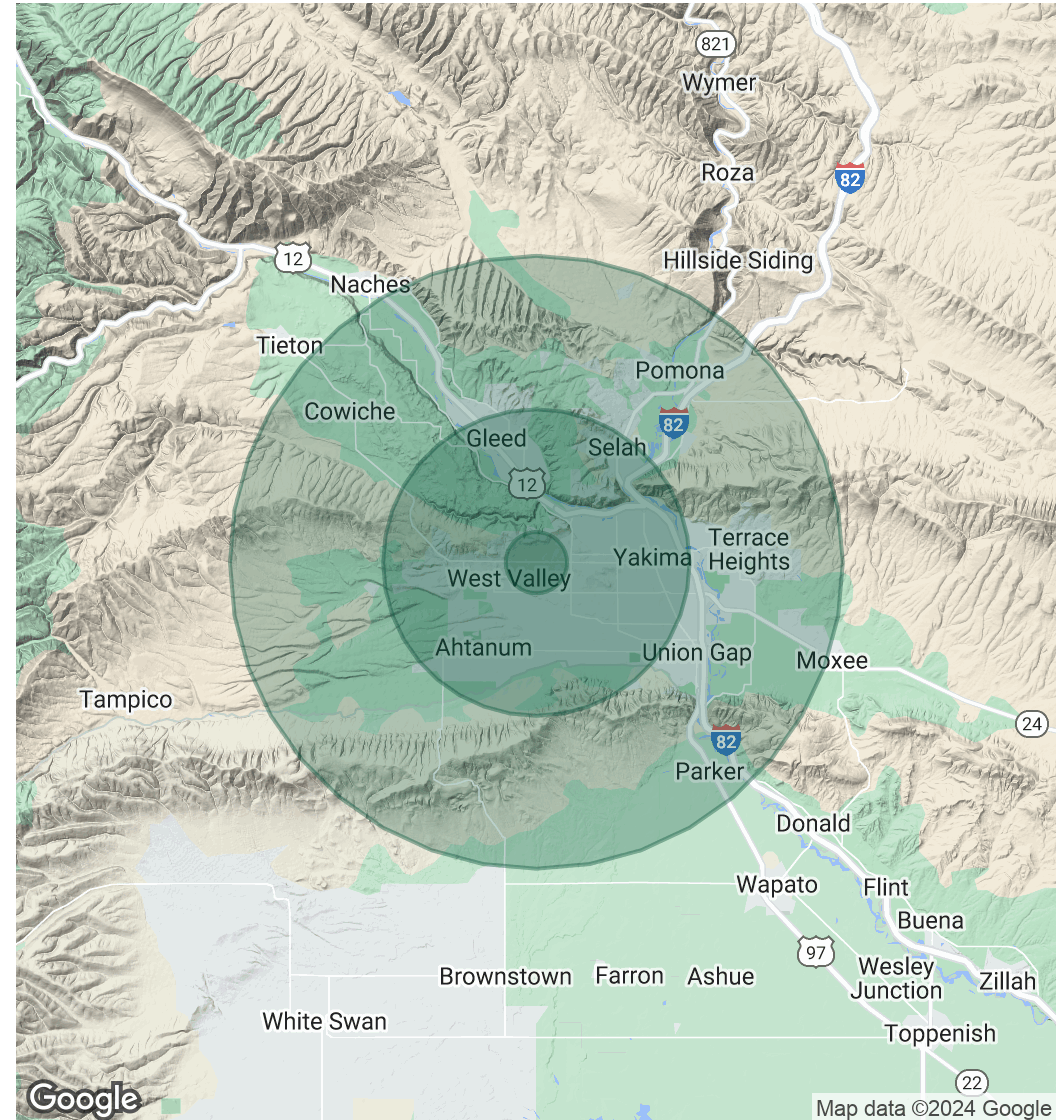 821
Wymer
Roza
82
Hillside Siding
12
Naches
Tieton
Pomona
Cowiche
82
Gleed
Selah
12
Terrace
Heights
Yakima
West Valley
Ahtanum
Union Gap
Moxee
Tampico
24
82
Parker
Donald
Wapato
Flint
Buena
97
Wesley
Junction
Brownstown
Farron
Ashue
Zillah
White Swan
Toppenish
22
Google
Map data ©2024 Google